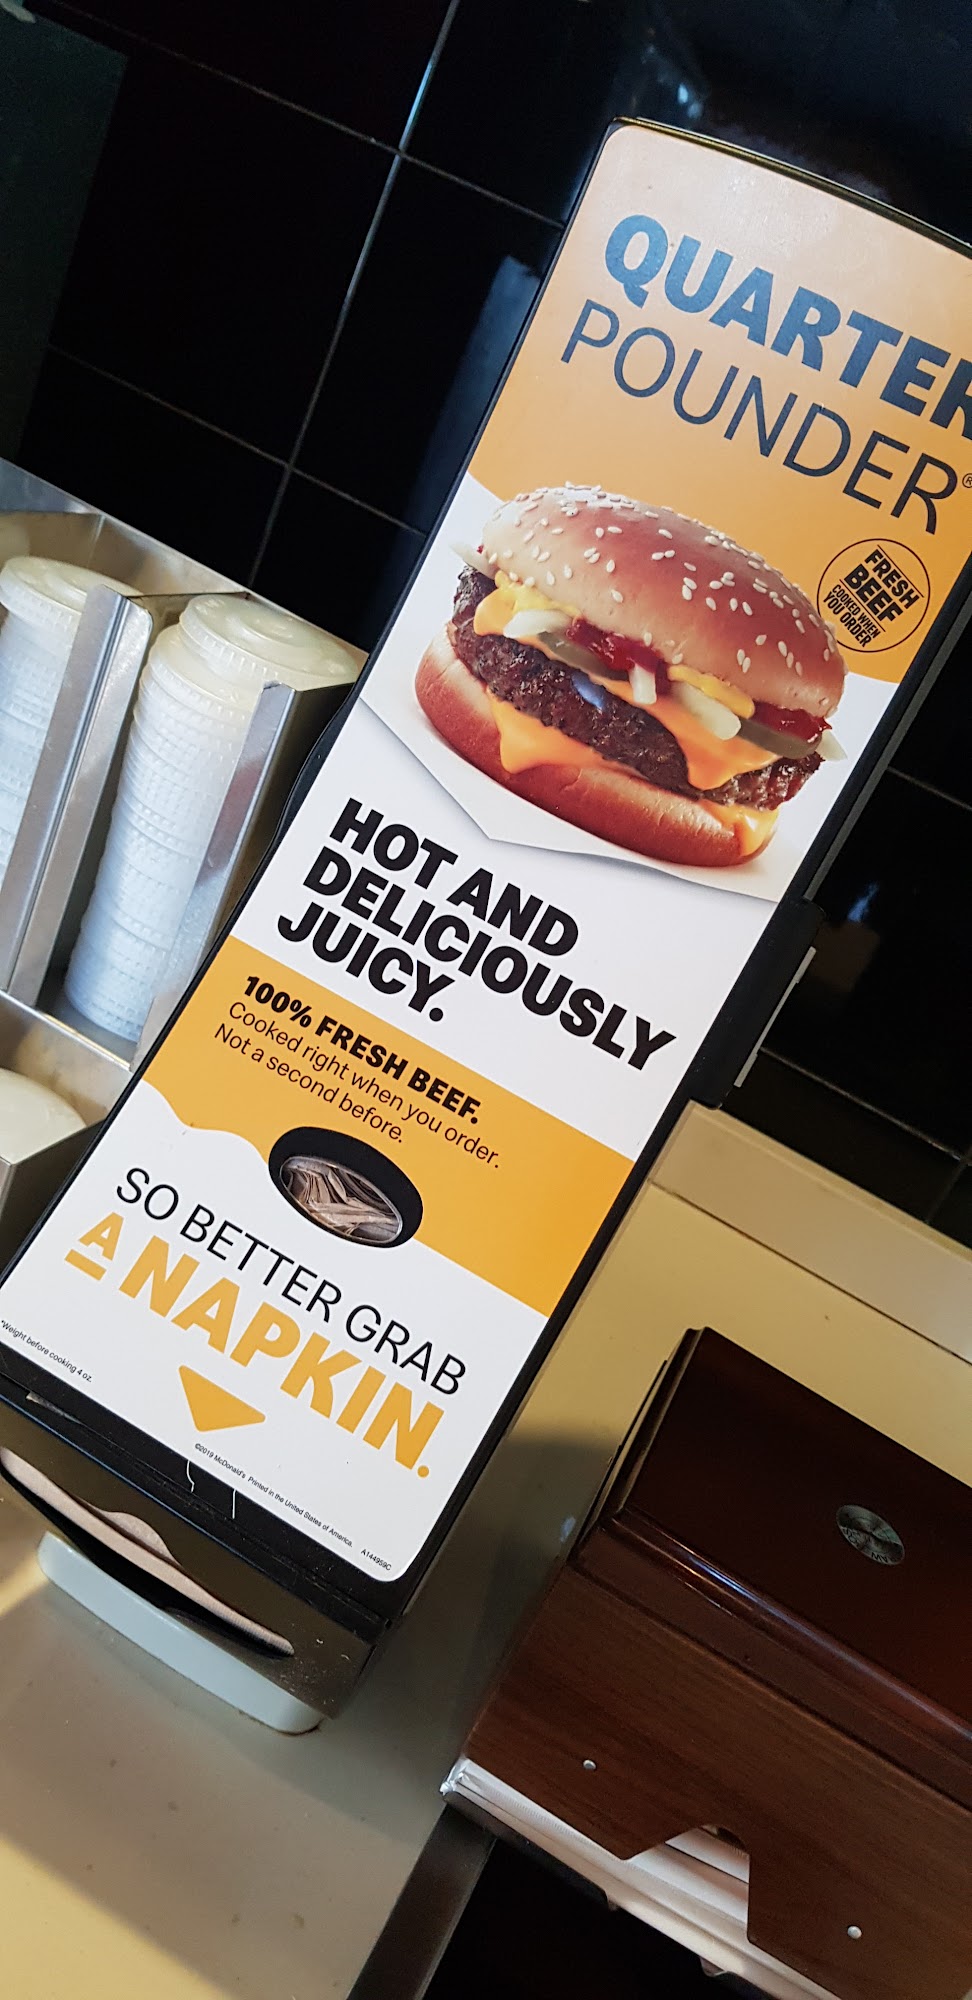 QUARTER
POUNDER®
FRESH
BEEF
COOKED WHEN
YOU ORDER
HOT AND
DELICIOUSLY
JUICY.
100% FRESH BEEF.
Cooked right when you order.
Not a second before.
SO BETTER GRAB
A NAPKIN.
*Weight before cooking 4 oz.
©2019 McDonald's Printed in the United States of America. A144959C